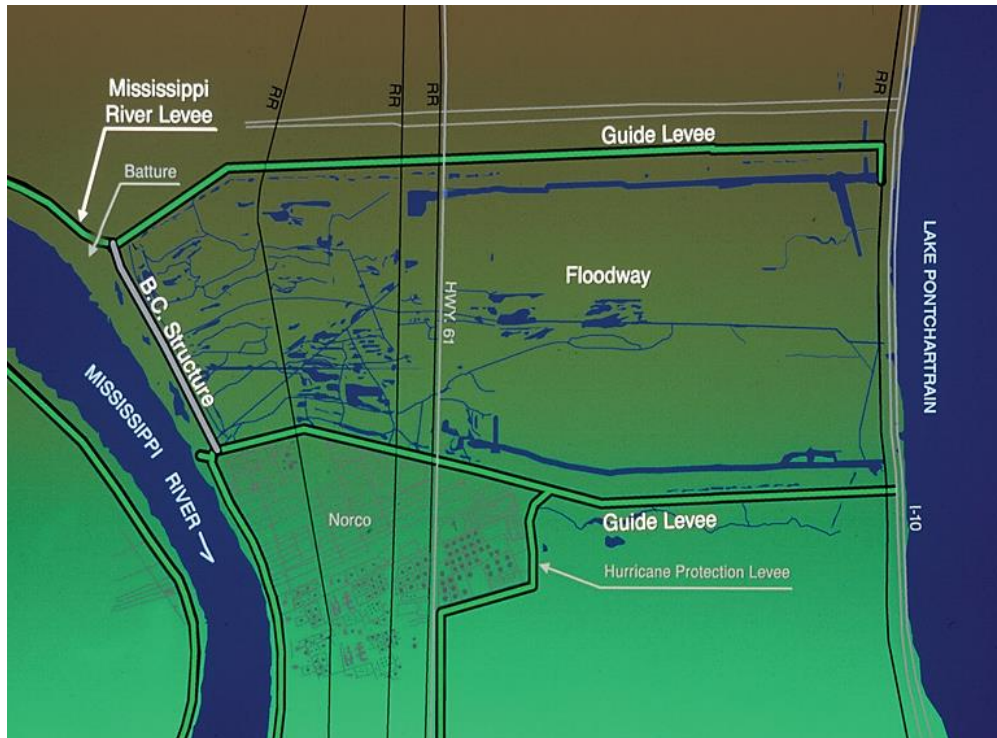 Mississippi
River Levee
Batture
RR
RR
RR
RR
Guide Levee
B.C. Structure
HWY. 61
Floodway
LAKE PONTCHARTRAIN
MISSISSIPPI RIVER
Norco
Guide Levee
I-10
Hurricane Protection Levee